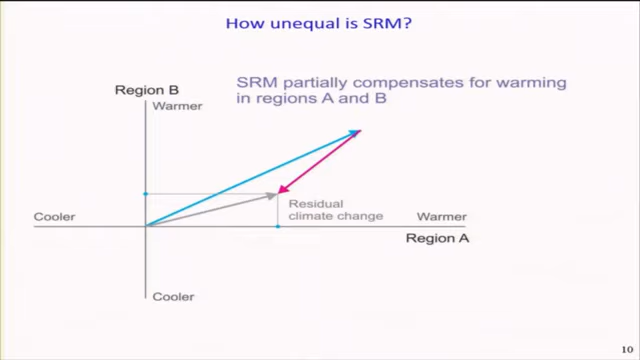 How unequal is SRM?
SRM partially compensates for warming
in regions A and B
Region B
Warmer
Residual
climate change
Cooler
Warmer
Region A
Cooler
10